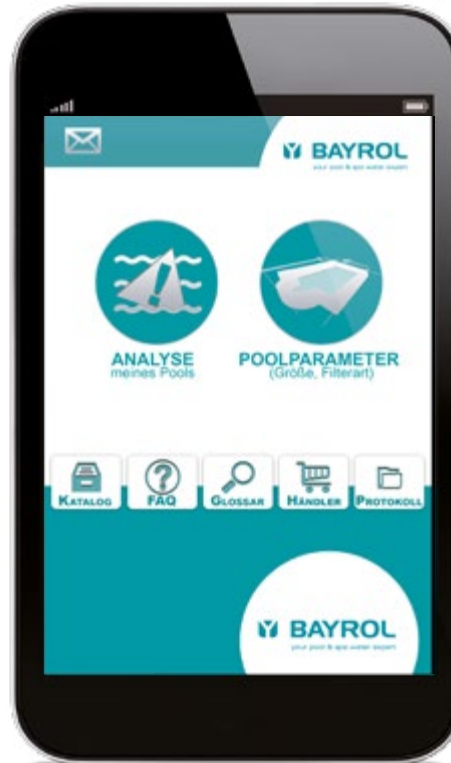 BAYROL
your pool & spa water expert
ANALYSE
meines Pools
POOLPARAMETER
(Größe, Filterart)
KATALOG
FAQ
GLOSSAR
HÄNDLER
PROTOKOLL
BAYROL
your pool & spa water expert